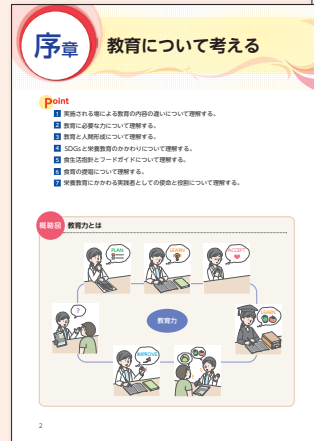 序章
教育について考える
Point
1 実施される場による教育の内容の違いについて理解する。
2 教育に必要な力について理解する。
3 教育と人間形成について理解する。
4 SDGsと栄養教育のかかわりについて理解する。
5 食生活指針とフードガイドについて理解する。
6 食育の提唱について理解する。
7 栄養教育にかかわる実践者としての使命と役割について理解する。
概略図 教育力とは
PLAN
LEARN
ACCEPT
?
教育力
LEARN
IMPROVE
2